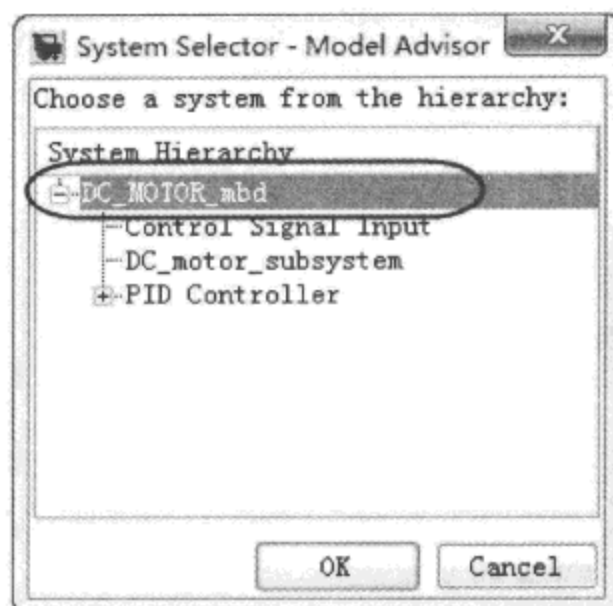 System Selector - Model Advisor
Choose a system from the hierarchy:
System Hierarchy
DC_MOTOR_mbd
Control Signal Input
DC_motor_subsystem
PID Controller
OK Cancel